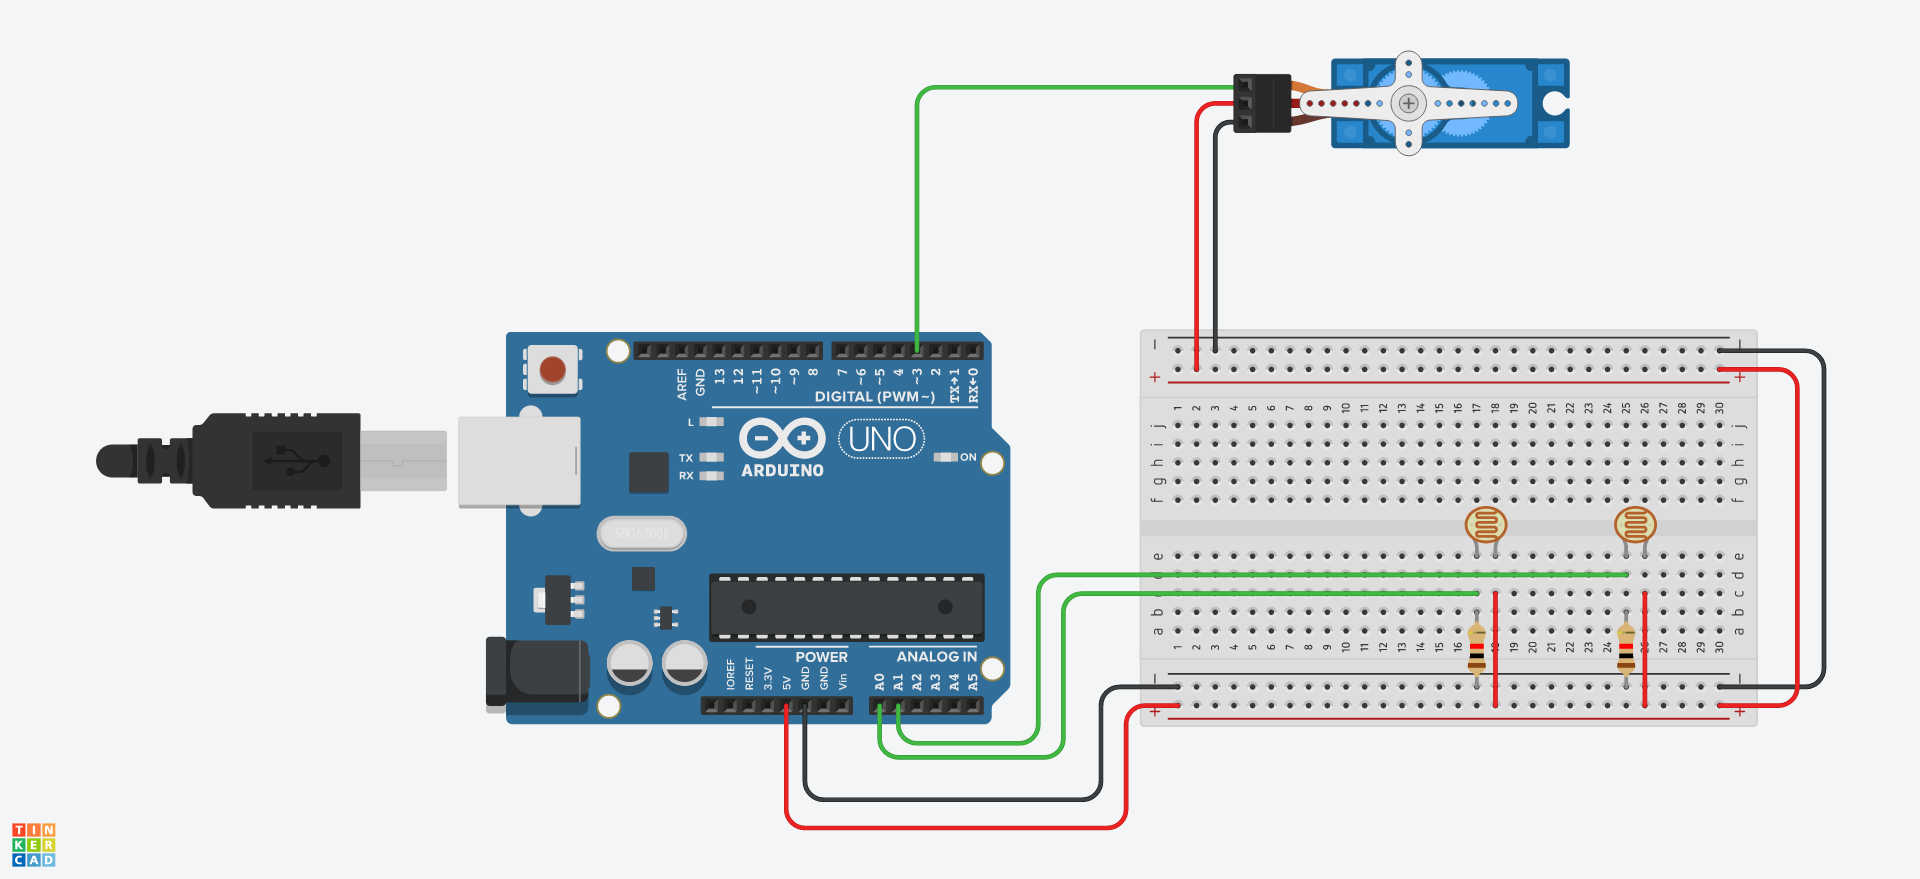 AREF
GND
13
12
~11
~10
~9
8
7
~6
~5
4
~3
2
TX→1
RX←0
DIGITAL (PWM~)
L
TX
RX
ARDUINO
UNO
ON
SPK16.000G
POWER
ANALOG IN
IOREF
RESET
3.3V
5V
GND
GND
Vin
A0
A1
A2
A3
A4
A5
1 2 3 4 5 6 7 8 9 10 11 12 13 14 15 16 17 18 19 20 21 22 23 24 25 26 27 28 29 30
j j
i i
h h
g g
f f
e e
d
c c
b b
a a
1 2 3 4 5 6 7 8 9 10 11 12 13 14 15 16 17 18 19 20 21 22 23 24 25 26 27 28 29 30
TIN
KER
CAD